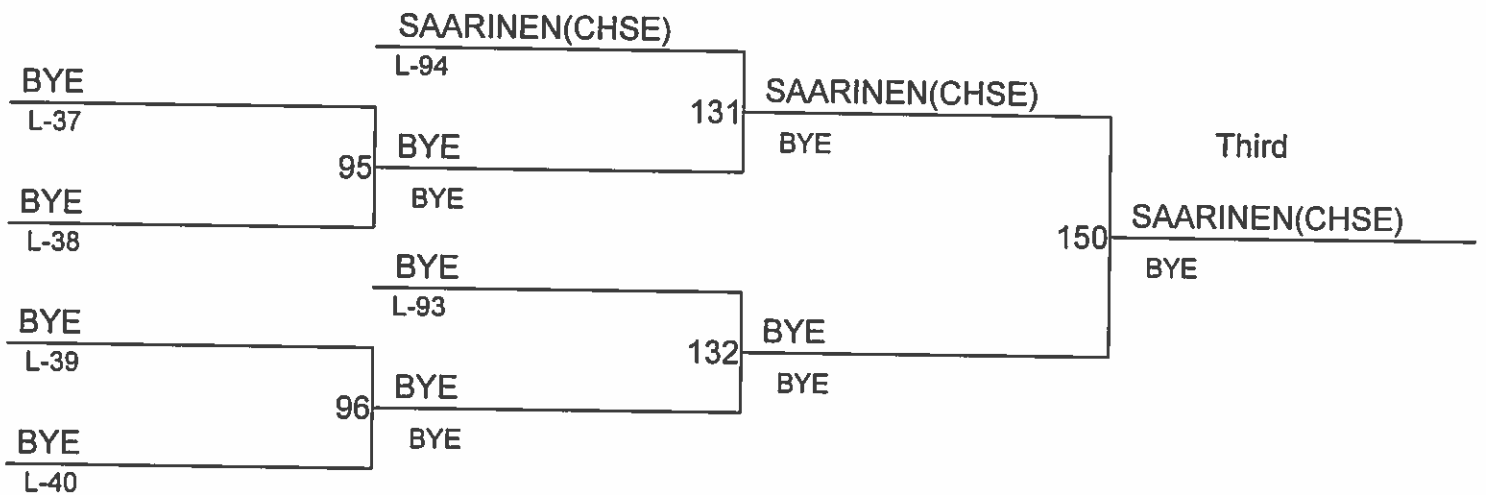 SAARINEN(CHSE)
L-94
BYE
L-37
131
SAARINEN(CHSE)
BYE
Third
95
BYE
BYE
BYE
L-38
150
SAARINEN(CHSE)
BYE
BYE
L-93
BYE
L-39
132
BYE
BYE
96
BYE
BYE
BYE
L-40